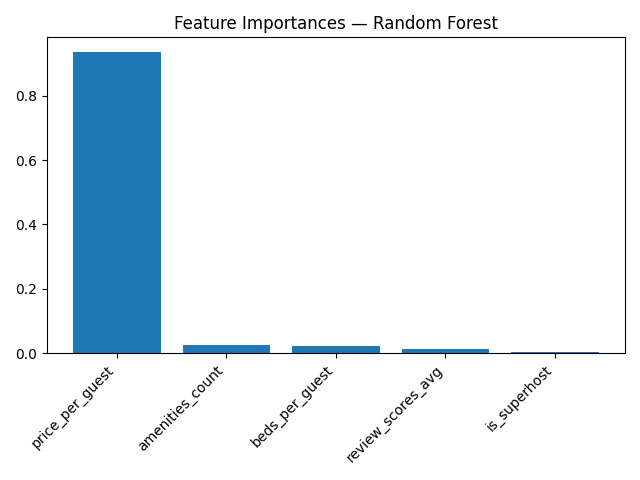 Feature Importances — Random Forest
0.8
0.6
0.4
0.2
0.0
price_per_guest
amenities_count
beds_per_guest
review_scores_avg
is_superhost